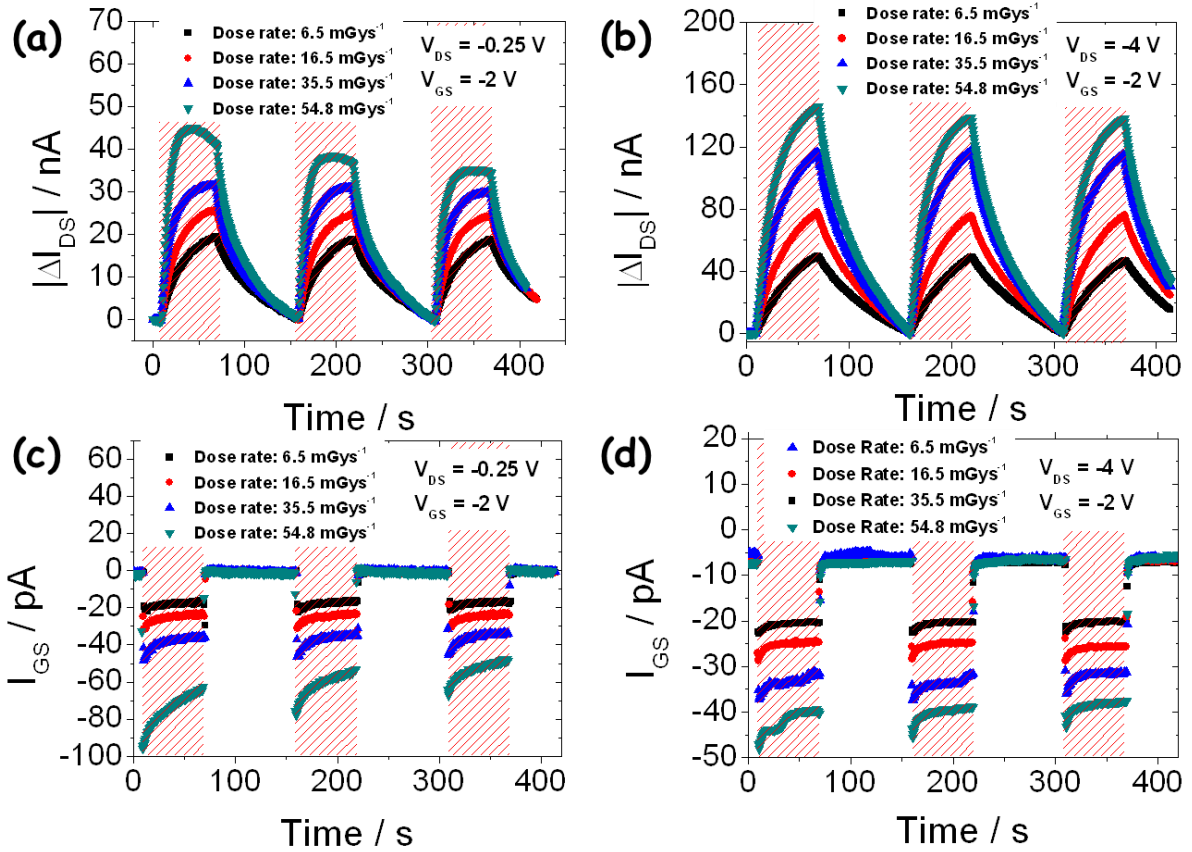 (a)
Dose rate: 6.5 mGys⁻¹
Dose rate: 16.5 mGys⁻¹
Dose rate: 35.5 mGys⁻¹
Dose rate: 54.8 mGys⁻¹
V_DS = -0.25 V
V_GS = -2 V
70
60
50
40
30
20
10
0
|ΔI_DS| / nA
0
100
200
300
400
Time / s
(b)
Dose rate: 6.5 mGys⁻¹
Dose rate: 16.5 mGys⁻¹
Dose rate: 35.5 mGys⁻¹
Dose rate: 54.8 mGys⁻¹
V_DS = -4 V
V_GS = -2 V
200
160
120
80
40
0
|ΔI_DS| / nA
100
200
300
400
Time / s
(c)
Dose rate: 6.5 mGys⁻¹
Dose rate: 16.5 mGys⁻¹
Dose rate: 35.5 mGys⁻¹
Dose rate: 54.8 mGys⁻¹
V_DS = -0.25 V
V_GS = -2 V
60
40
20
0
-20
-40
-60
-80
-100
I_GS / pA
0
100
200
300
400
Time / s
(d)
Dose Rate: 6.5 mGys⁻¹
Dose Rate: 16.5 mGys⁻¹
Dose Rate: 35.5 mGys⁻¹
Dose Rate: 54.8 mGys⁻¹
V_DS = -4 V
V_GS = -2 V
20
10
0
-10
-20
-30
-40
-50
I_GS / pA
0
100
200
300
400
Time / s